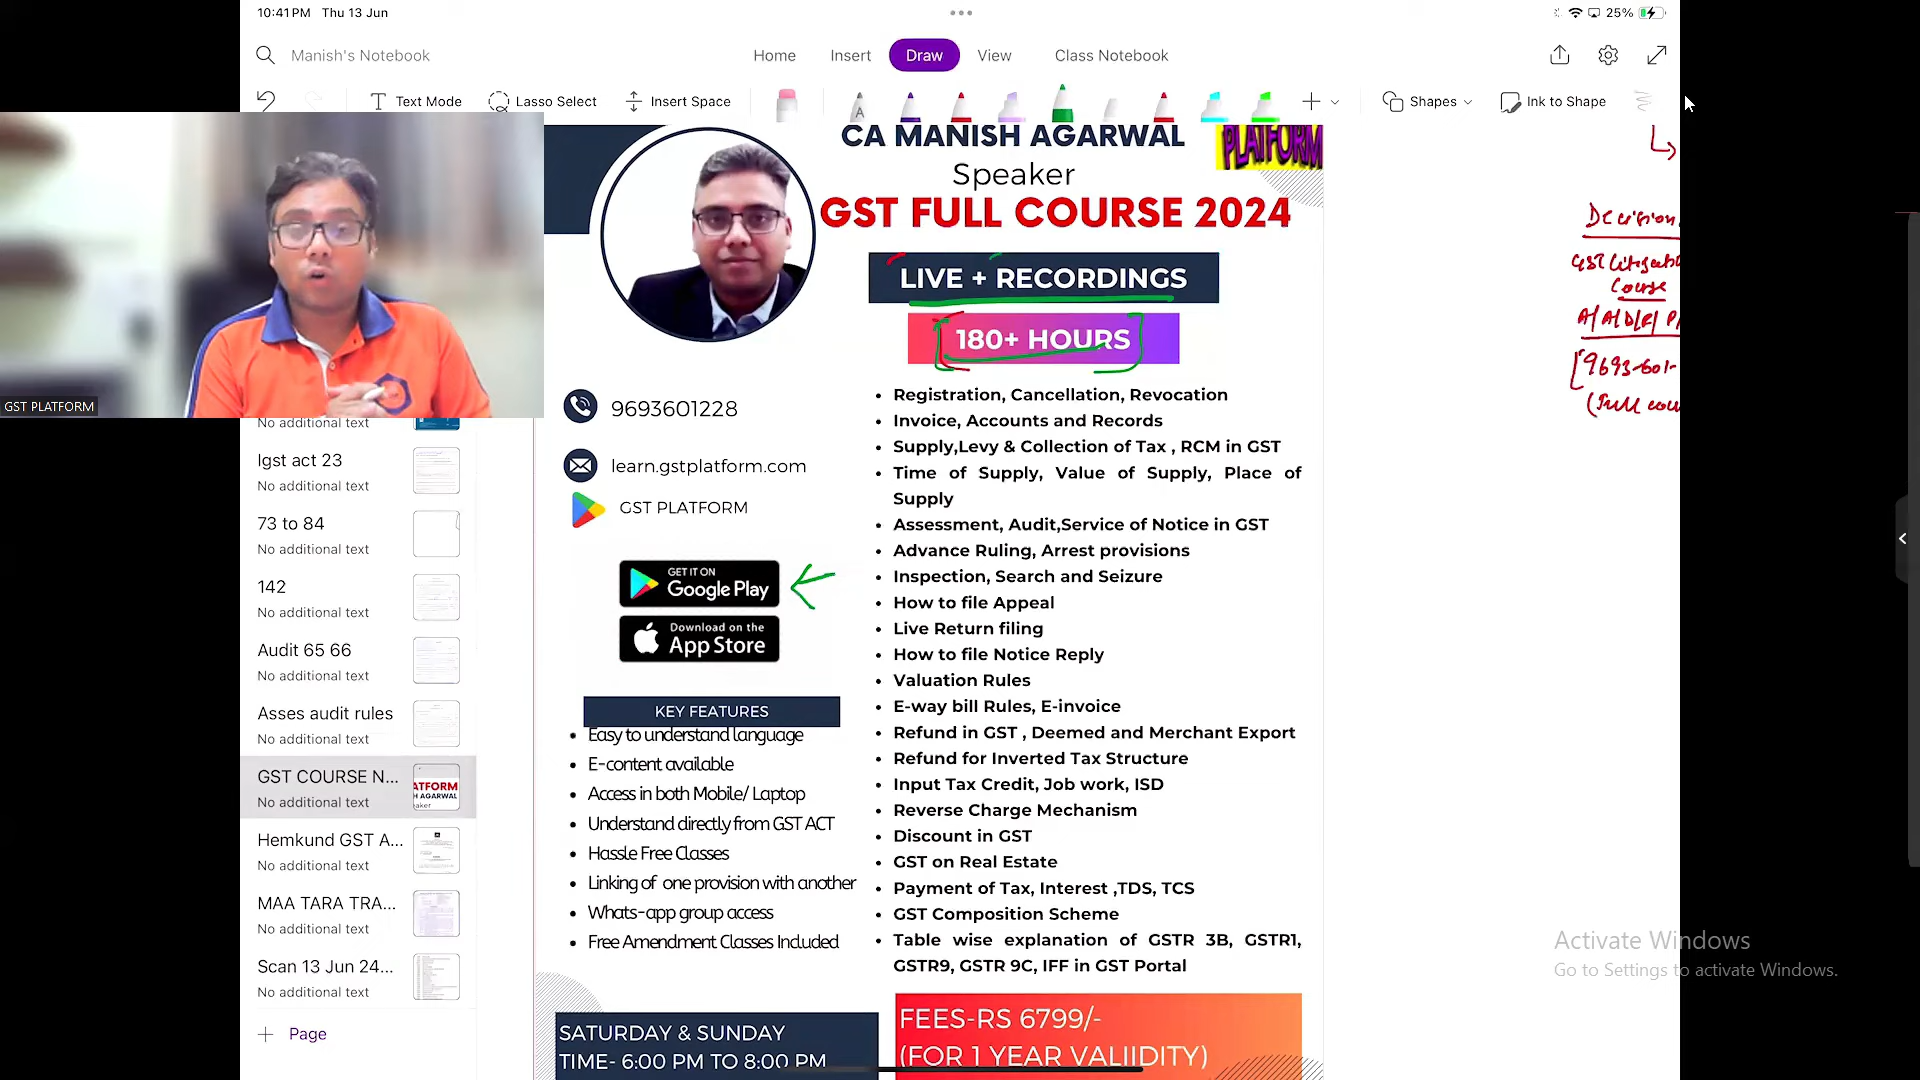 10:41 PM Thu 13 Jun
25%
Manish's Notebook
Home
Insert
Draw
View
Class Notebook
Text Mode
Lasso Select
Insert Space
Shapes
Ink to Shape
GST PLATFORM
No additional text
Igst act 23
No additional text
73 to 84
No additional text
142
No additional text
Audit 65 66
No additional text
Asses audit rules
No additional text
GST COURSE N...
No additional text
Hemkund GST A...
No additional text
MAA TARA TRA...
No additional text
Scan 13 Jun 24...
No additional text
Page
CA MANISH AGARWAL
PLATFORM
Speaker
GST FULL COURSE 2024
LIVE + RECORDINGS
180+ HOURS
9693601228
learn.gstplatform.com
GST PLATFORM
GET IT ON
Google Play
Download on the
App Store
KEY FEATURES
• Easy to understand language
• E-content available
• Access in both Mobile/ Laptop
• Understand directly from GST ACT
• Hassle Free Classes
• Linking of one provision with another
• Whats-app group access
• Free Amendment Classes Included
SATURDAY & SUNDAY
TIME- 6:00 PM TO 8:00 PM
• Registration, Cancellation, Revocation
• Invoice, Accounts and Records
• Supply,Levy & Collection of Tax , RCM in GST
• Time of Supply, Value of Supply, Place of
Supply
• Assessment, Audit,Service of Notice in GST
• Advance Ruling, Arrest provisions
• Inspection, Search and Seizure
• How to file Appeal
• Live Return filing
• How to file Notice Reply
• Valuation Rules
• E-way bill Rules, E-invoice
• Refund in GST , Deemed and Merchant Export
• Refund for Inverted Tax Structure
• Input Tax Credit, Job work, ISD
• Reverse Charge Mechanism
• Discount in GST
• GST on Real Estate
• Payment of Tax, Interest ,TDS, TCS
• GST Composition Scheme
• Table wise explanation of GSTR 3B, GSTR1,
GSTR9, GSTR 9C, IFF in GST Portal
FEES-RS 6799/-
(FOR 1 YEAR VALIIDITY)
Decision
GST
Course
9693-601-
(Full
Activate Windows
Go to Settings to activate Windows.